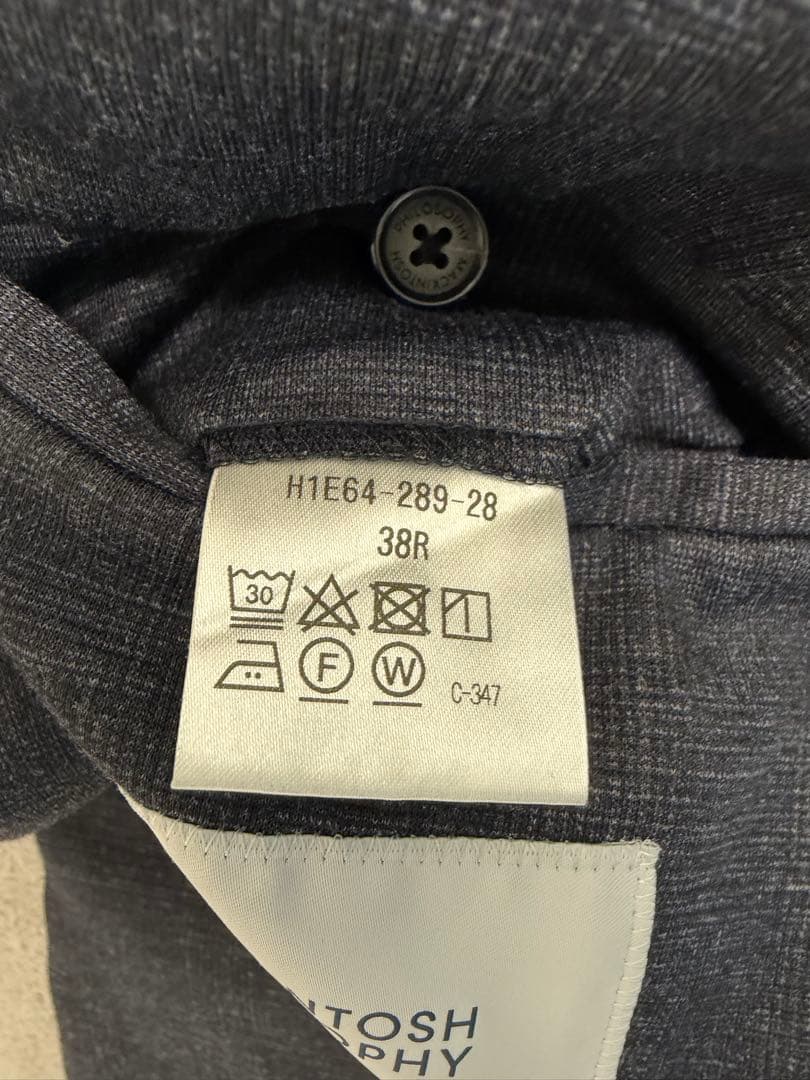 PHILOSOPHY MACKINTOSH
H1E64-289-28
38R
30
F W C-347
NTOSH
PHY